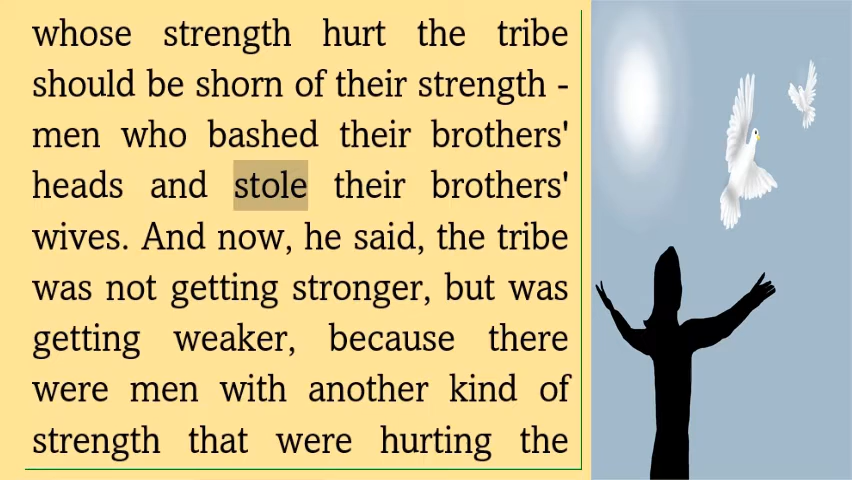 whose strength hurt the tribe
should be shorn of their strength -
men who bashed their brothers'
heads and stole their brothers'
wives. And now, he said, the tribe
was not getting stronger, but was
getting weaker, because there
were men with another kind of
strength that were hurting the